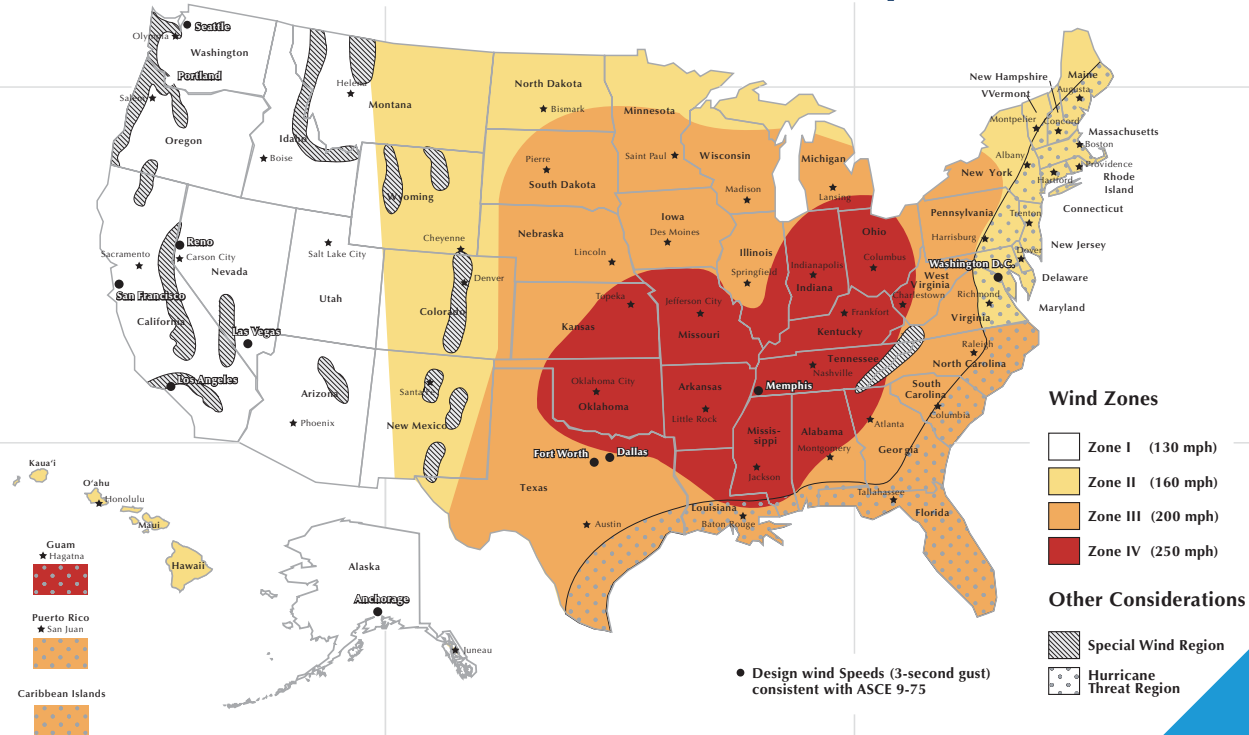 Seattle
Olympia
Washington
Portland
Salem
Oregon
Idaho
Boise
Helena
Montana
North Dakota
Bismark
Minnesota
Saint Paul
Wisconsin
Madison
Michigan
Lansing
New Hampshire
VVermont
Maine
Augusta
Montpelier
Concord
Massachusetts
Boston
Albany
New York
Providence
Rhode
Island
Hartford
Connecticut
Pierre
South Dakota
Wyoming
Cheyenne
Nebraska
Lincoln
Iowa
Des Moines
Illinois
Springfield
Indianapolis
Indiana
Ohio
Columbus
Pennsylvania
Harrisburg
Trenton
New Jersey
Dover
Delaware
Washington D.C.
Maryland
West
Virginia
Charlestown
Richmond
Virginia
Reno
Carson City
Nevada
Sacramento
San Francisco
California
Las Vegas
Los Angeles
Salt Lake City
Utah
Denver
Colorado
Topeka
Kansas
Jefferson City
Missouri
Frankfort
Kentucky
Tennessee
Nashville
Memphis
Raleigh
North Carolina
South
Carolina
Columbia
Arizona
Phoenix
Santa Fe
New Mexico
Oklahoma City
Oklahoma
Arkansas
Little Rock
Missis-
sippi
Jackson
Alabama
Montgomery
Atlanta
Georgia
Fort Worth
Dallas
Texas
Austin
Louisiana
Baton Rouge
Tallahassee
Florida
Kaua'i
O'ahu
Honolulu
Maui
Hawaii
Guam
Hagatna
Puerto Rico
San Juan
Caribbean Islands
Alaska
Anchorage
Juneau
Design wind Speeds (3-second gust)
consistent with ASCE 9-75
Wind Zones
Zone I (130 mph)
Zone II (160 mph)
Zone III (200 mph)
Zone IV (250 mph)
Other Considerations
Special Wind Region
Hurricane
Threat Region